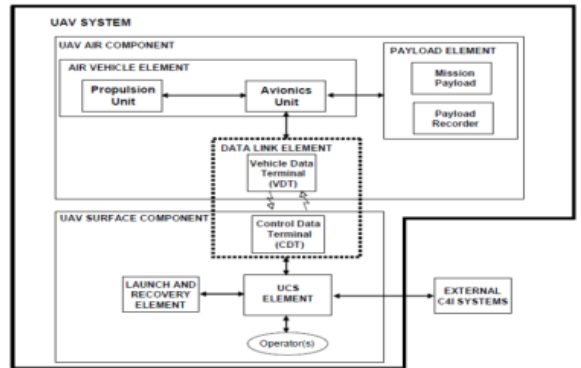 UAV SYSTEM
UAV AIR COMPONENT
AIR VEHICLE ELEMENT
Propulsion
Unit
Avionics
Unit
PAYLOAD ELEMENT
Mission
Payload
Payload
Recorder
DATA LINK ELEMENT
Vehicle Data
Terminal
(VDT)
UAV SURFACE COMPONENT
Control Data
Terminal
(CDT)
LAUNCH AND
RECOVERY
ELEMENT
UCS
ELEMENT
EXTERNAL
C4I SYSTEMS
Operator(s)